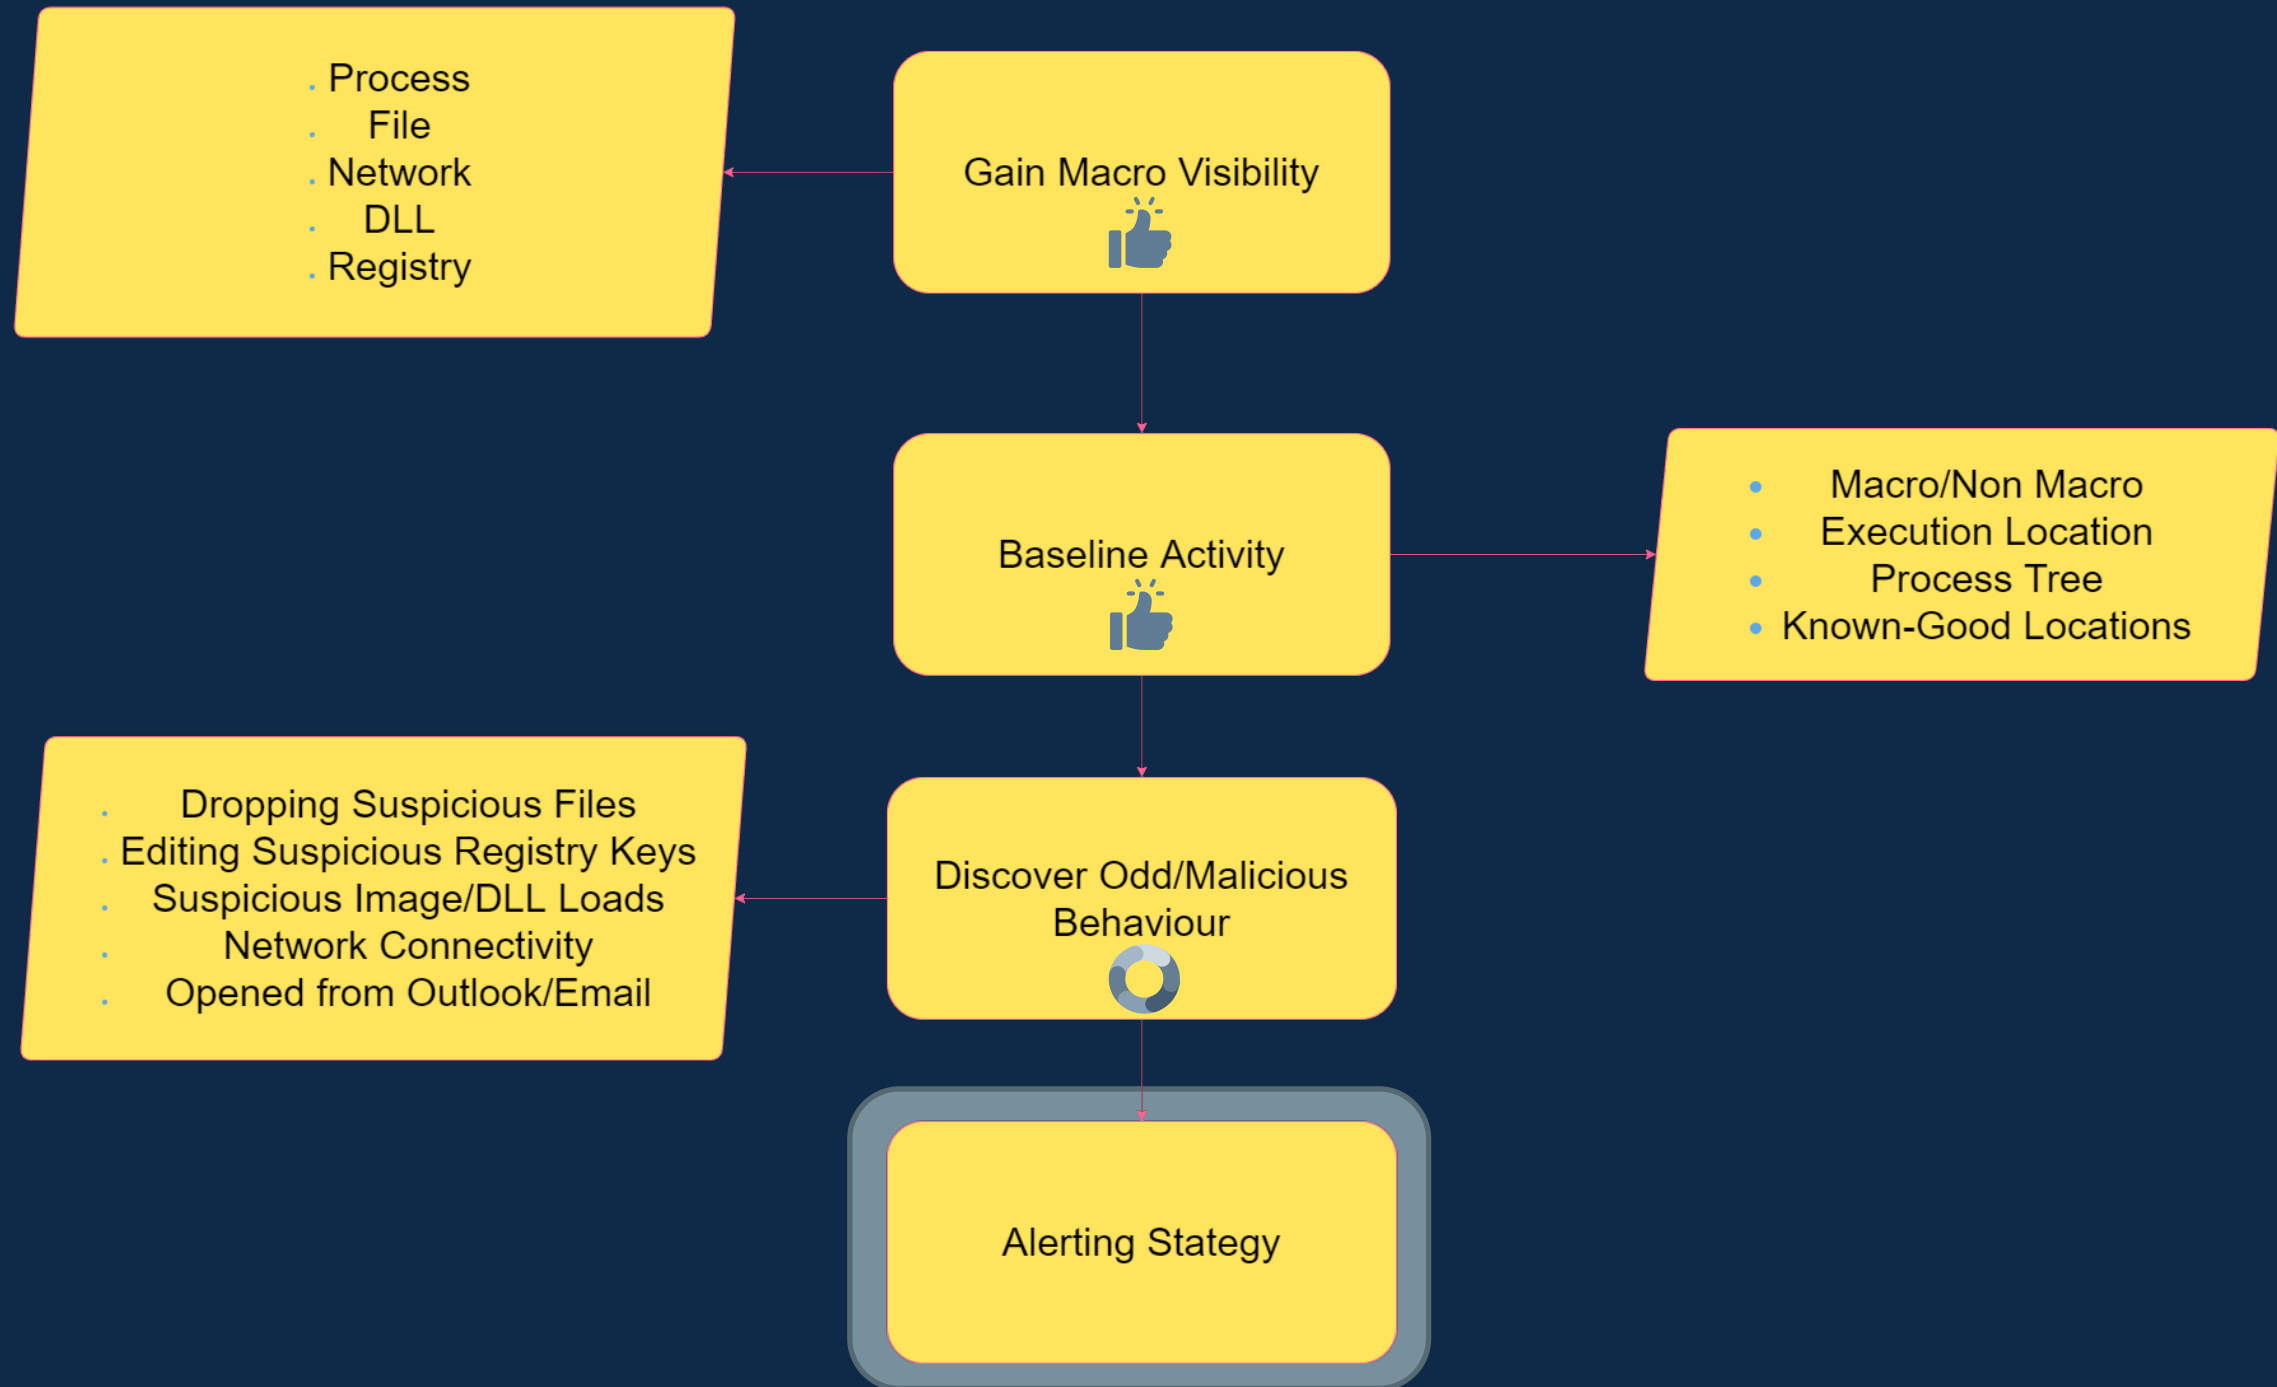 Process
File
Network
DLL
Registry
Gain Macro Visibility
Baseline Activity
Macro/Non Macro
Execution Location
Process Tree
Known-Good Locations
Dropping Suspicious Files
Editing Suspicious Registry Keys
Suspicious Image/DLL Loads
Network Connectivity
Opened from Outlook/Email
Discover Odd/Malicious
Behaviour
Alerting Stategy